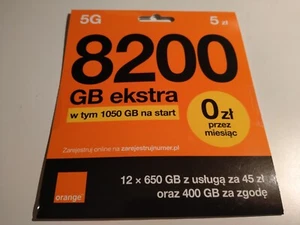 5G
5 zł
8200
GB ekstra
w tym 1050 GB na start
0 zł
przez
miesiąc
Zarejestruj online na zarejestrujnumer.pl
12 × 650 GB z usługą za 45 zł
oraz 400 GB za zgodę
orange